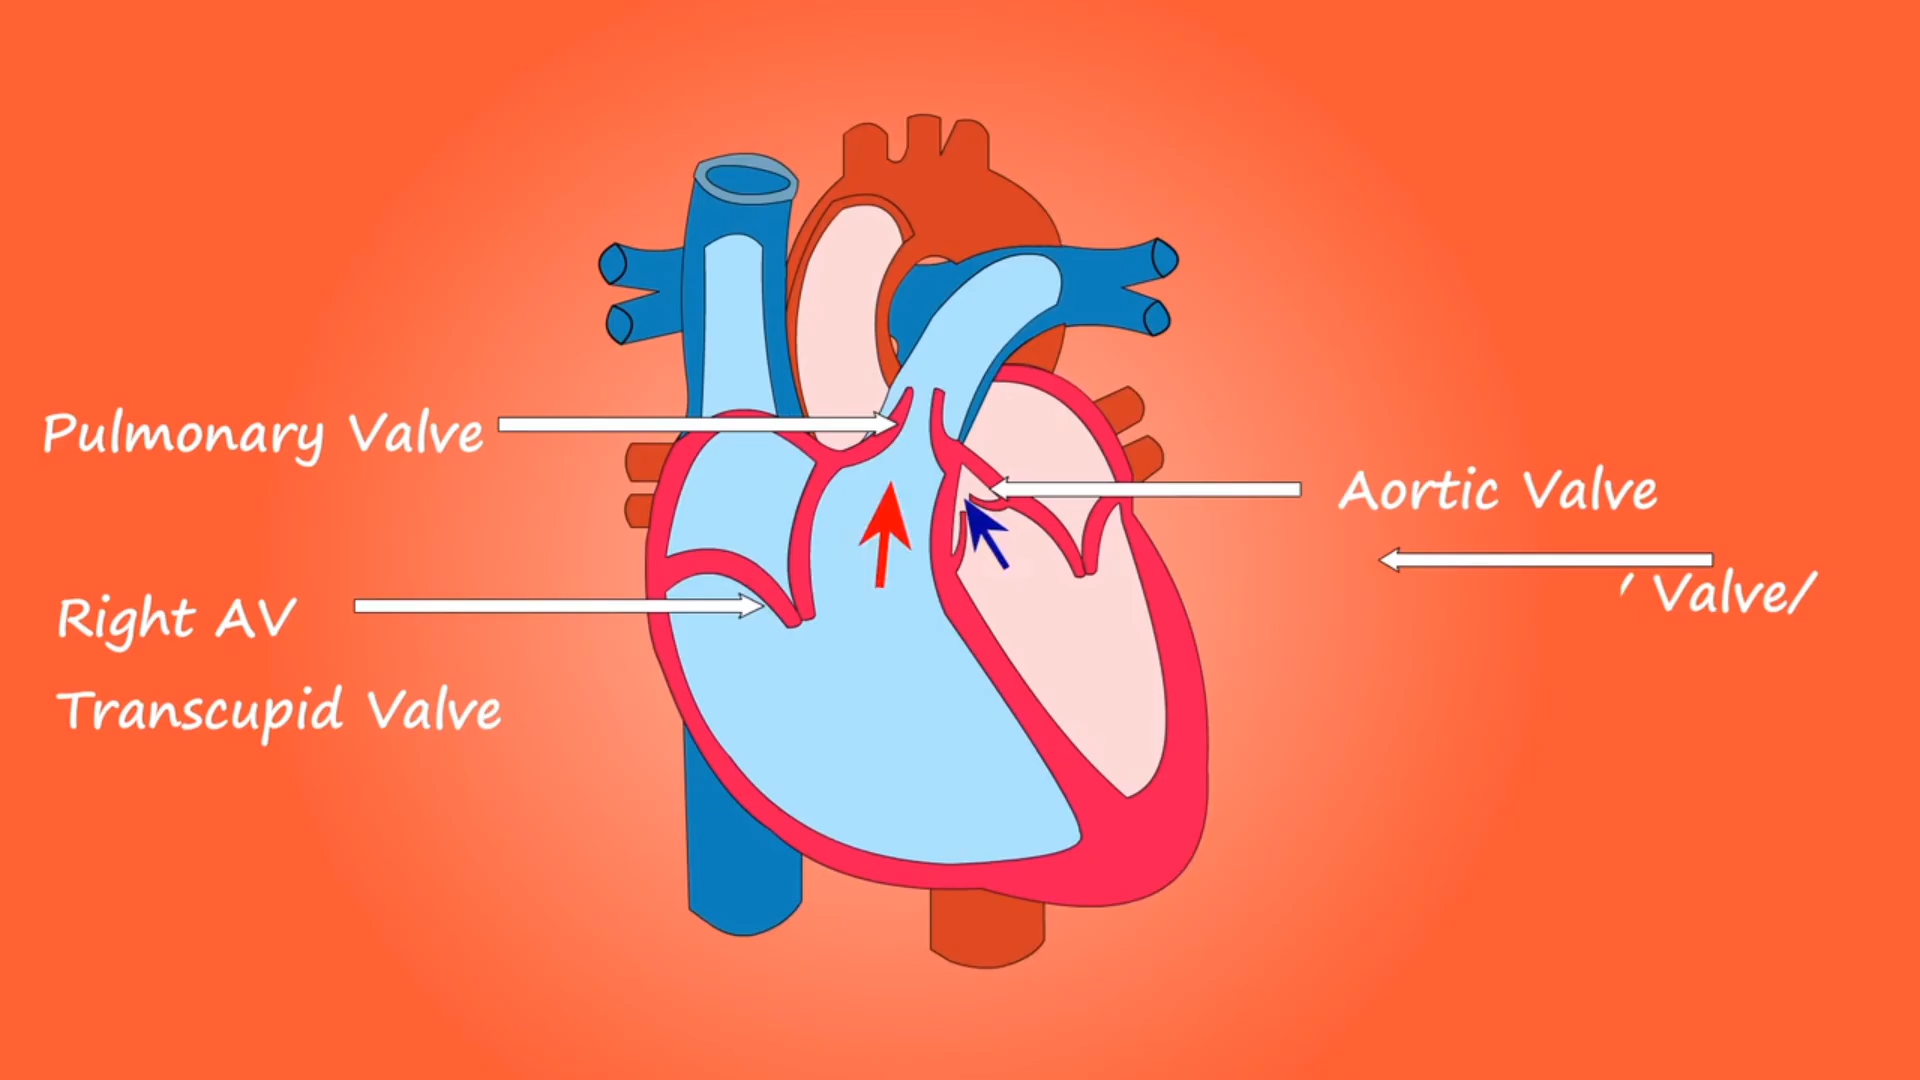 Pulmonary Valve
Aortic Valve
Valve/
Right AV
Transcupid Valve